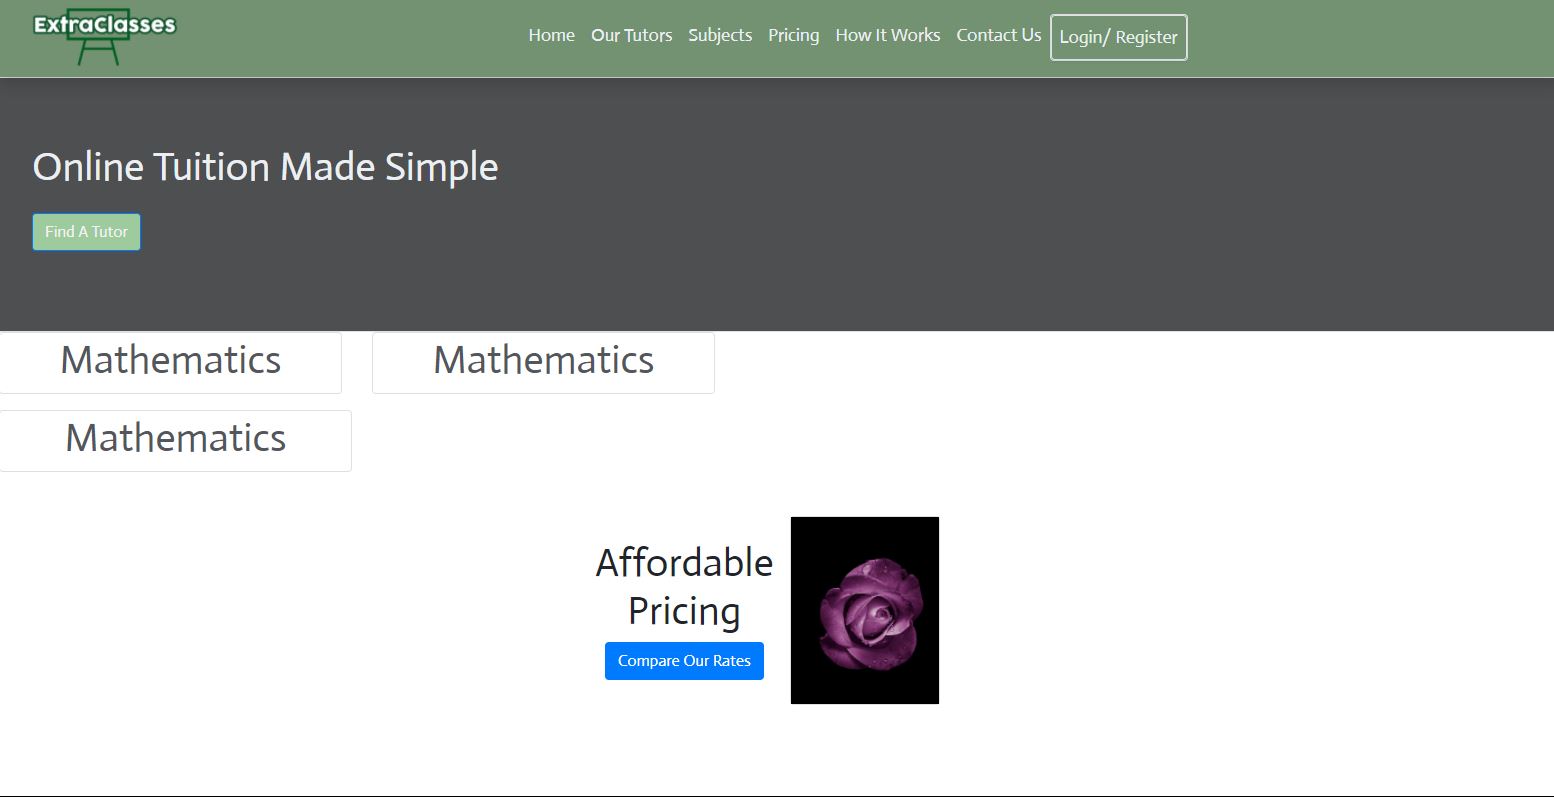 ExtraClasses
Home Our Tutors Subjects Pricing How It Works Contact Us Login/ Register
Online Tuition Made Simple
Find A Tutor
Mathematics Mathematics
Mathematics
Affordable
Pricing
Compare Our Rates